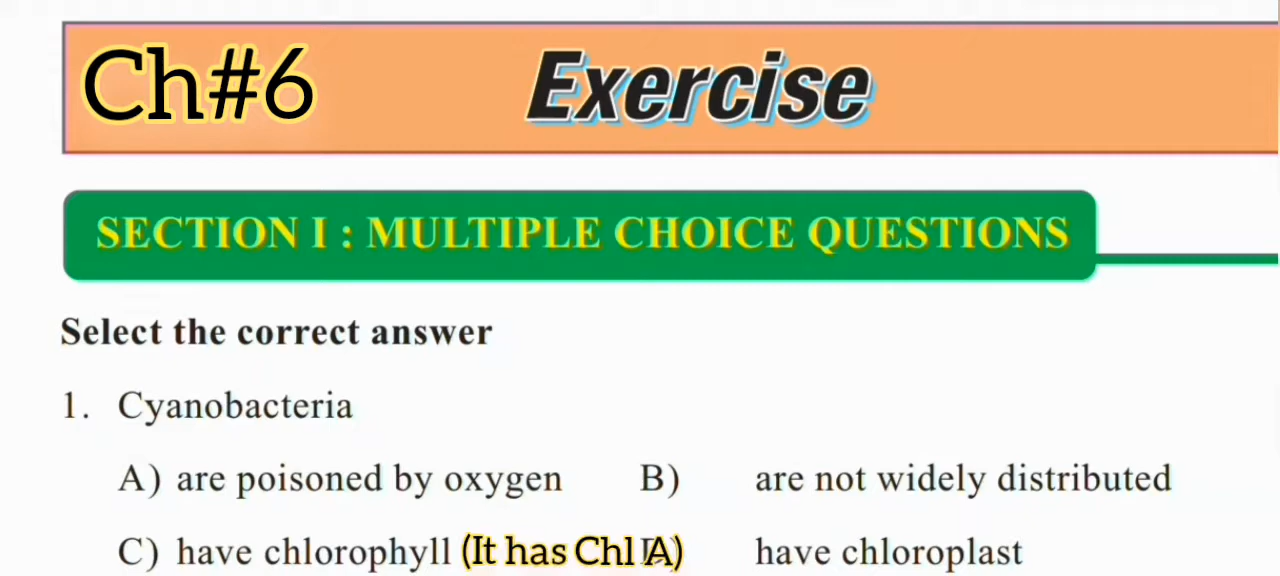 Ch#6 Exercise
SECTION I : MULTIPLE CHOICE QUESTIONS
Select the correct answer
1. Cyanobacteria
A) are poisoned by oxygen B) are not widely distributed
C) have chlorophyll (It has Chl A) have chloroplast